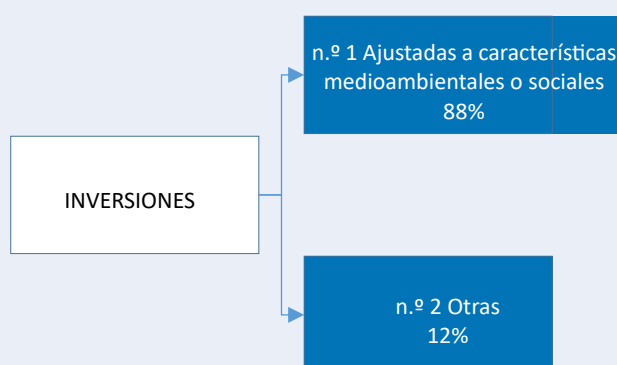 n.º 1 Ajustadas a características
medioambientales o sociales
88%
INVERSIONES
n.º 2 Otras
12%